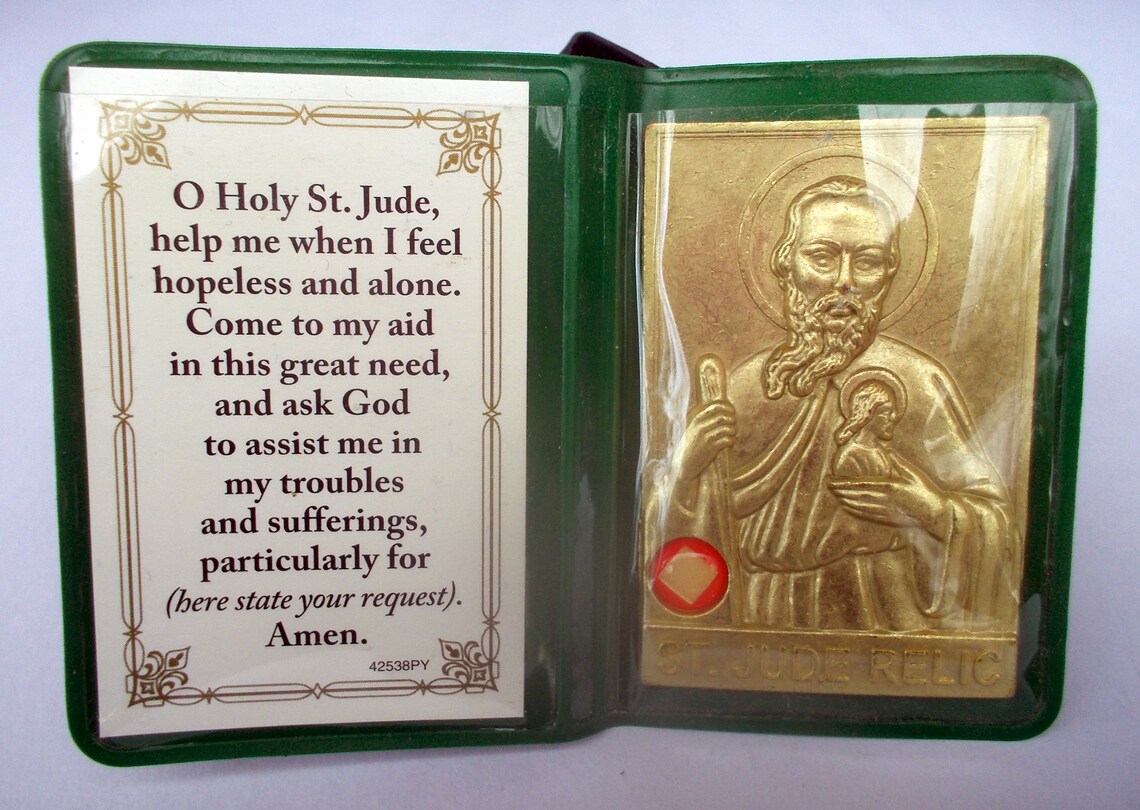 O Holy St. Jude,
help me when I feel
hopeless and alone.
Come to my aid
in this great need,
and ask God
to assist me in
my troubles
and sufferings,
particularly for
(here state your request).
Amen.
42538PY
ST. JUDE RELIC